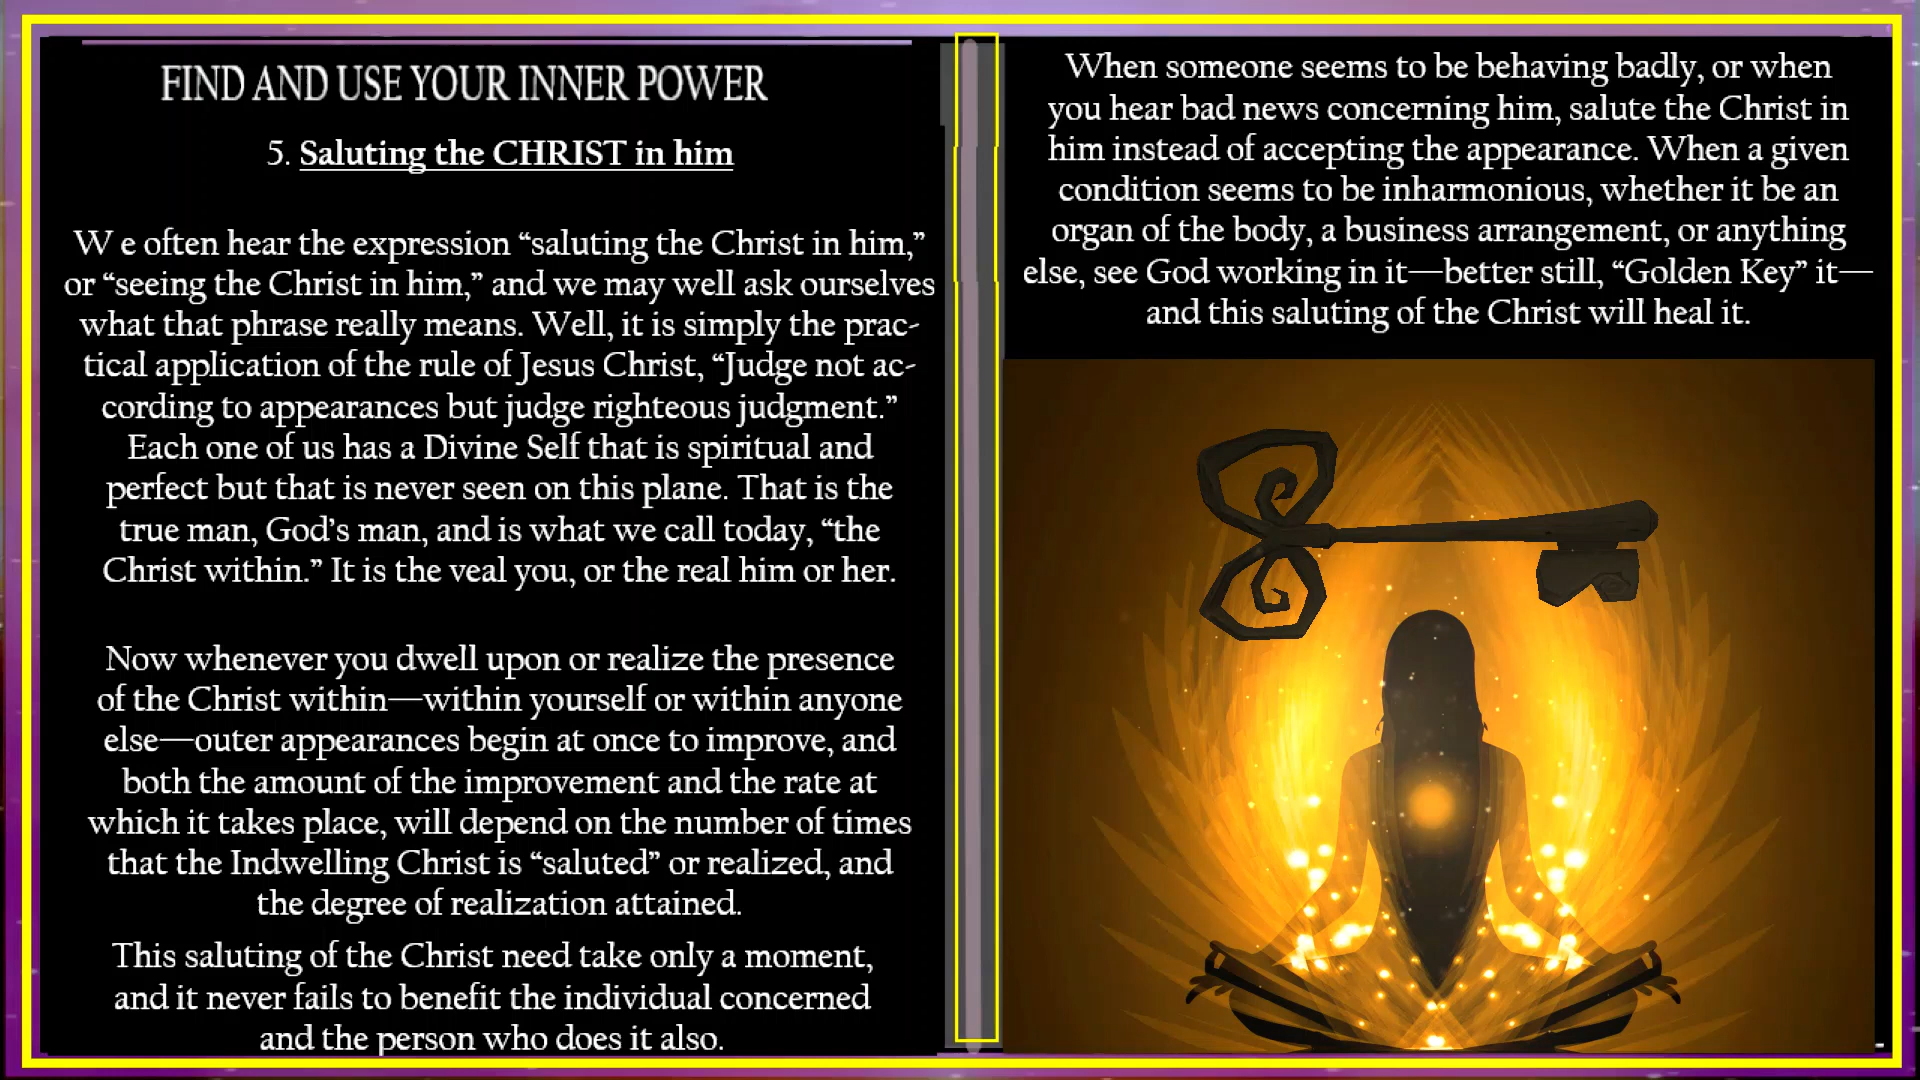 FIND AND USE YOUR INNER POWER
5. Saluting the CHRIST in him
W e often hear the expression “saluting the Christ in him,”
or “seeing the Christ in him,” and we may well ask ourselves
what that phrase really means. Well, it is simply the prac-
tical application of the rule of Jesus Christ, “Judge not ac-
cording to appearances but judge righteous judgment.”
Each one of us has a Divine Self that is spiritual and
perfect but that is never seen on this plane. That is the
true man, God’s man, and is what we call today, “the
Christ within.” It is the veal you, or the real him or her.
Now whenever you dwell upon or realize the presence
of the Christ within—within yourself or within anyone
else—outer appearances begin at once to improve, and
both the amount of the improvement and the rate at
which it takes place, will depend on the number of times
that the Indwelling Christ is “saluted” or realized, and
the degree of realization attained.
This saluting of the Christ need take only a moment,
and it never fails to benefit the individual concerned
and the person who does it also.
When someone seems to be behaving badly, or when
you hear bad news concerning him, salute the Christ in
him instead of accepting the appearance. When a given
condition seems to be inharmonious, whether it be an
organ of the body, a business arrangement, or anything
else, see God working in it—better still, “Golden Key” it—
and this saluting of the Christ will heal it.